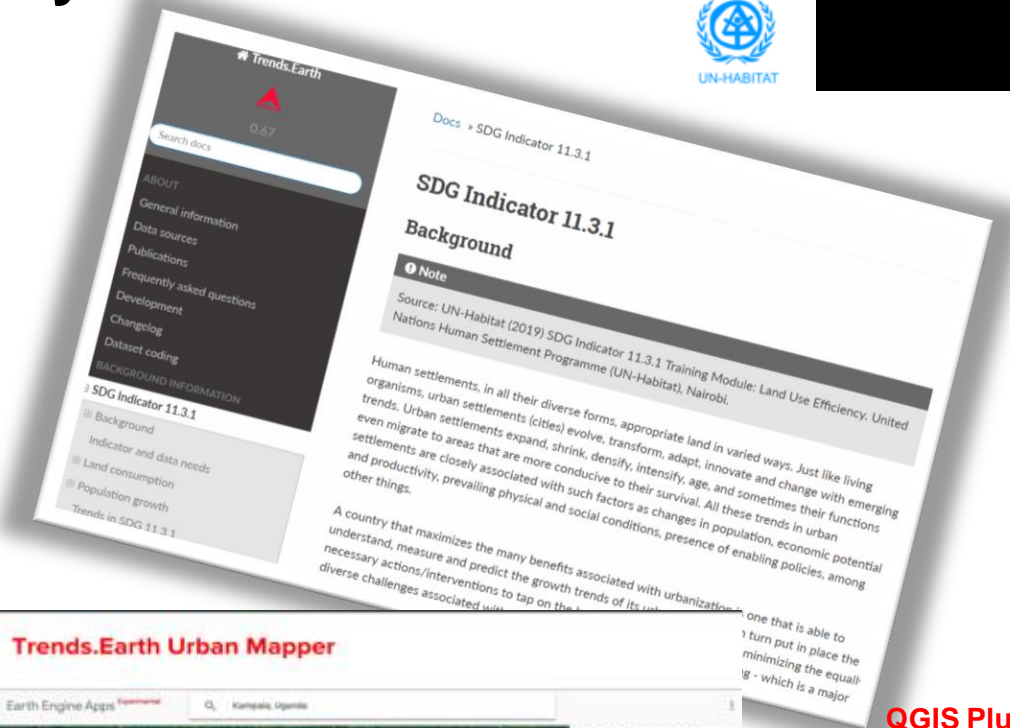 y
UN-HABITAT
Trends.Earth
0.67
Search docs
ABOUT
General information
Data sources
Publications
Frequently asked questions
Development
Changelog
Dataset coding
BACKGROUND INFORMATION
SDG Indicator 11.3.1
Background
Indicator and data needs
Land consumption
Population growth
Trends in SDG 11.3.1
Docs » SDG Indicator 11.3.1
SDG Indicator 11.3.1
Background
Note
Source: UN-Habitat (2019) SDG Indicator 11.3.1 Training Module: Land Use Efficiency. United
Nations Human Settlement Programme (UN-Habitat), Nairobi.
Human settlements, in all their diverse forms, appropriate land in varied ways. Just like living
organisms, urban settlements (cities) evolve, transform, adapt, innovate and change with emerging
trends. Urban settlements expand, shrink, densify, intensify, age, and sometimes their functions
even migrate to areas that are more conducive to their survival. All these trends in urban
settlements are closely associated with such factors as changes in population, economic potential
and productivity, prevailing physical and social conditions, presence of enabling policies, among
other things.
A country that maximizes the many benefits associated with urbanization is one that is able to
understand, measure and predict the growth trends of its
n turn put in place the
necessary actions/interventions to tap on the
minimizing the equally
diverse challenges associated
- which is a major
Trends.Earth Urban Mapper
Earth Engine Apps Experimental
Kampala, Uganda
QGIS Plu